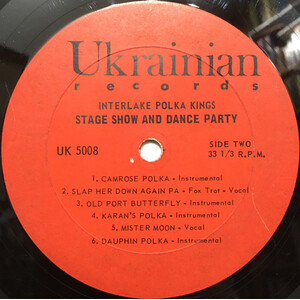 Ukrainian
records
INTERLAKE POLKA KINGS
STAGE SHOW AND DANCE PARTY
UK 5008
SIDE TWO
33 1/3 R.P.M.
1. CAMROSE POLKA - Instrumental
2. SLAP HER DOWN AGAIN PA - Fox Trot - Vocal
3. OLD PORT BUTTERFLY - Instrumental
4. KARAN'S POLKA - Instrumental
5. MISTER MOON - Vocal
6. DAUPHIN POLKA - Instrumental